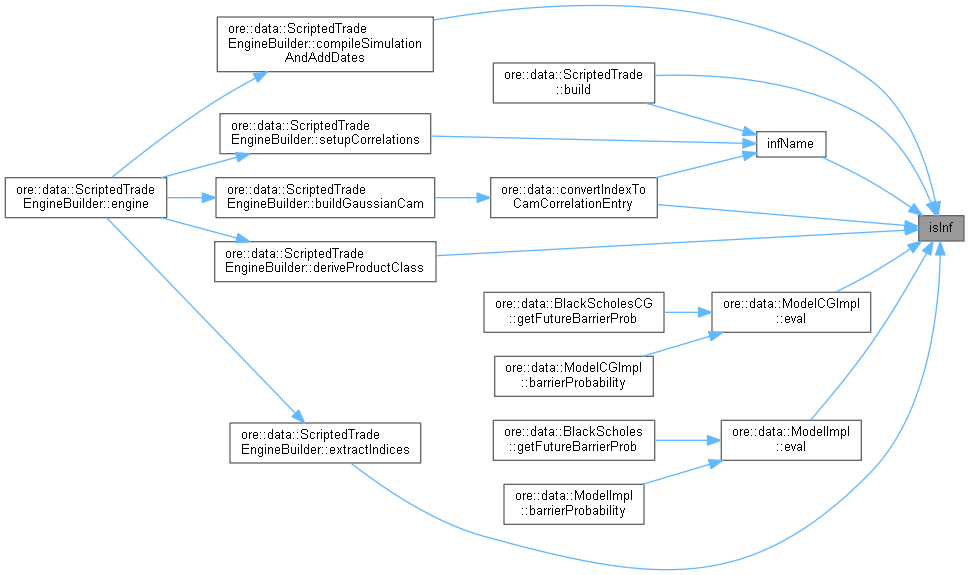 ore::data::ScriptedTrade
EngineBuilder::compileSimulation
AndAddDates
ore::data::ScriptedTrade
::build
ore::data::ScriptedTrade
EngineBuilder::setupCorrelations
infName
ore::data::ScriptedTrade
EngineBuilder::engine
ore::data::ScriptedTrade
EngineBuilder::buildGaussianCam
ore::data::convertIndexTo
CamCorrelationEntry
isInf
ore::data::ScriptedTrade
EngineBuilder::deriveProductClass
ore::data::BlackScholesCG
::getFutureBarrierProb
ore::data::ModelCGImpl
::eval
ore::data::ModelCGImpl
::barrierProbability
ore::data::ScriptedTrade
EngineBuilder::extractIndices
ore::data::BlackScholes
::getFutureBarrierProb
ore::data::ModelImpl
::eval
ore::data::ModelImpl
::barrierProbability